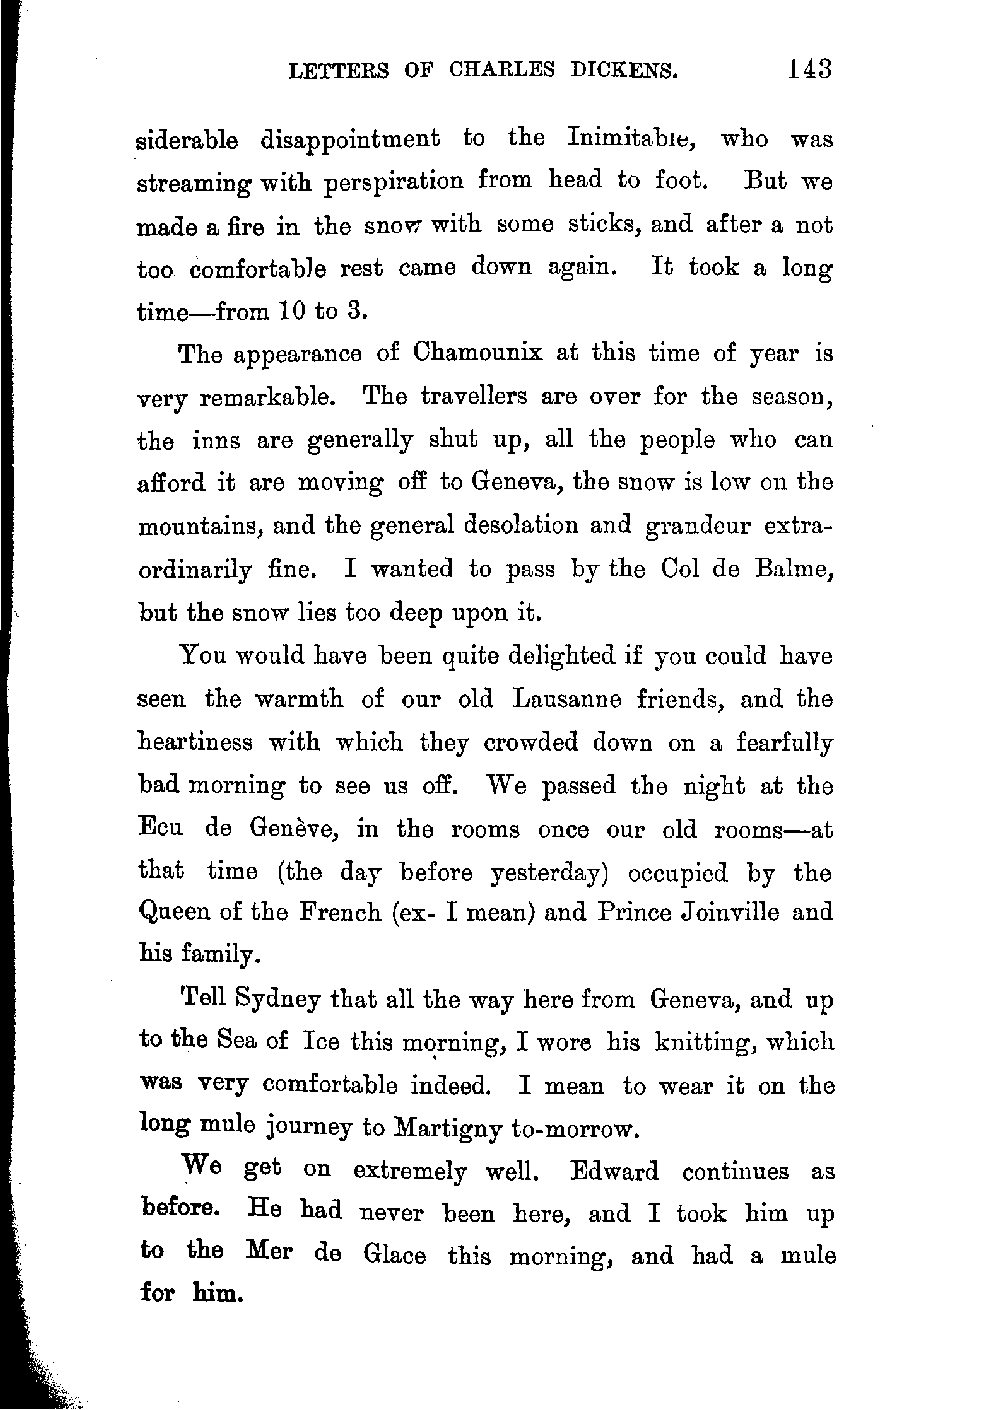 LETTERS OF CHARLES DICKENS. 143
siderable disappointment to the Inimitable, who was
streaming with perspiration from head to foot. But we
made a fire in the snow with some sticks, and after a not
too comfortable rest came down again. It took a long
time—from 10 to 3.
The appearance of Chamounix at this time of year is
very remarkable. The travellers are over for the season,
the inns are generally shut up, all the people who can
afford it are moving off to Geneva, the snow is low on the
mountains, and the general desolation and grandeur extra-
ordinarily fine. I wanted to pass by the Col de Balme,
but the snow lies too deep upon it.
You would have been quite delighted if you could have
seen the warmth of our old Lausanne friends, and the
heartiness with which they crowded down on a fearfully
bad morning to see us off. We passed the night at the
Ecu de Genève, in the rooms once our old rooms—at
that time (the day before yesterday) occupied by the
Queen of the French (ex- I mean) and Prince Joinville and
his family.
Tell Sydney that all the way here from Geneva, and up
to the Sea of Ice this morning, I wore his knitting, which
was very comfortable indeed. I mean to wear it on the
long mule journey to Martigny to-morrow.
We get on extremely well. Edward continues as
before. He had never been here, and I took him up
to the Mer de Glace this morning, and had a mule
for him.